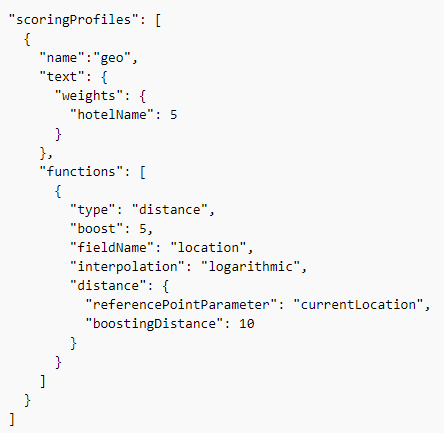 "scoringProfiles": [
  {
    "name":"geo",
    "text": {
      "weights": {
        "hotelName": 5
      }
    },
    "functions": [
      {
        "type": "distance",
        "boost": 5,
        "fieldName": "location",
        "interpolation": "logarithmic",
        "distance": {
          "referencePointParameter": "currentLocation",
          "boostingDistance": 10
        }
      }
    ]
  }
]